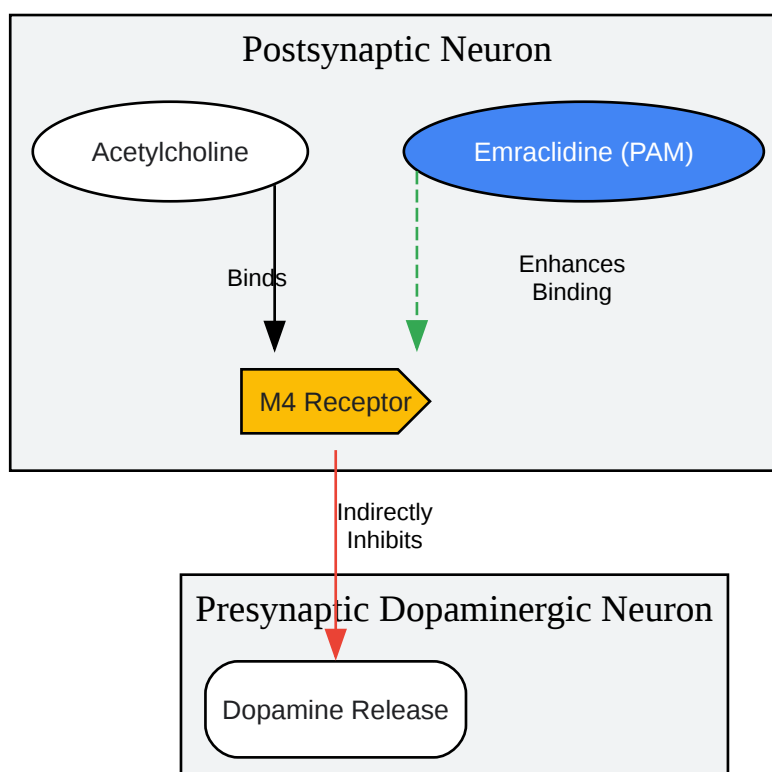 Postsynaptic Neuron
Acetylcholine
Emraclidine (PAM)
Binds
Enhances
Binding
M4 Receptor
Indirectly
Inhibits
Presynaptic Dopaminergic Neuron
Dopamine Release